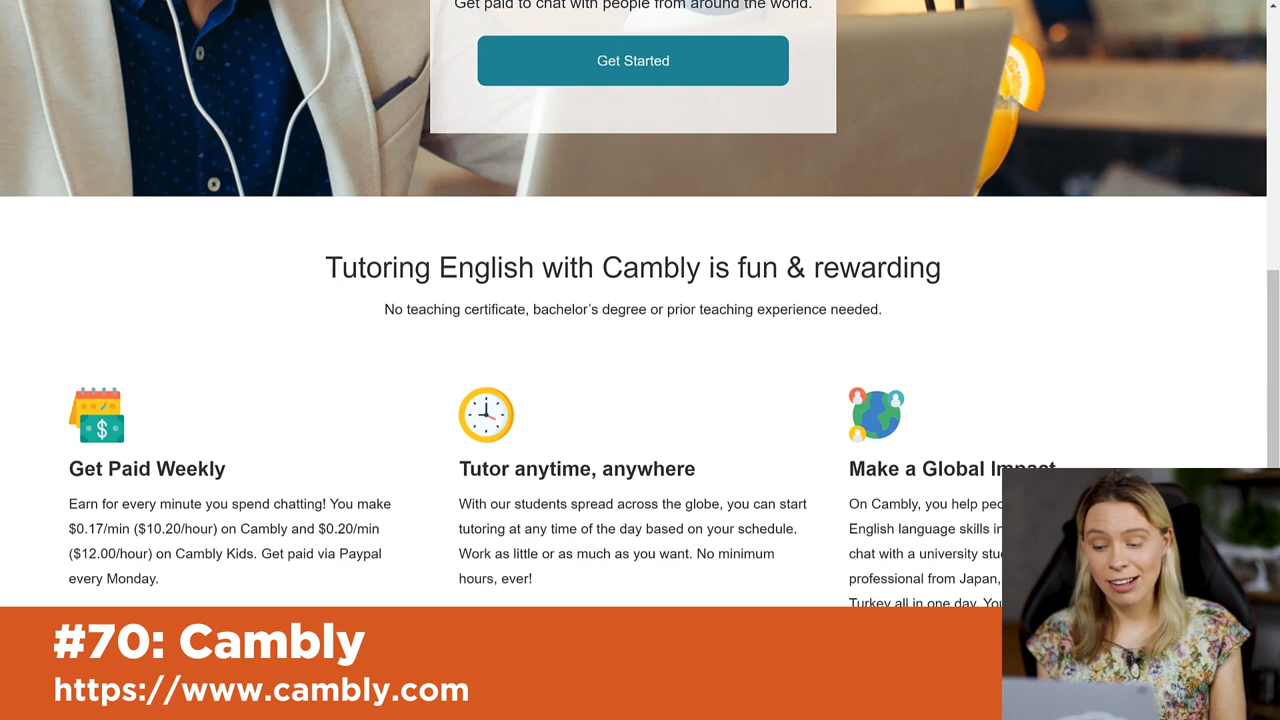 Get paid to chat with people from around the world.
Get Started
Tutoring English with Cambly is fun & rewarding
No teaching certificate, bachelor’s degree or prior teaching experience needed.
Get Paid Weekly
Earn for every minute you spend chatting! You make
$0.17/min ($10.20/hour) on Cambly and $0.20/min
($12.00/hour) on Cambly Kids. Get paid via Paypal
every Monday.
Tutor anytime, anywhere
With our students spread across the globe, you can start
tutoring at any time of the day based on your schedule.
Work as little or as much as you want. No minimum
hours, ever!
Make a Global Impact
On Cambly, you help
English language skills
chat with a university
professional from Japan,
Turkey all in one day.
#70: Cambly
https://www.cambly.com